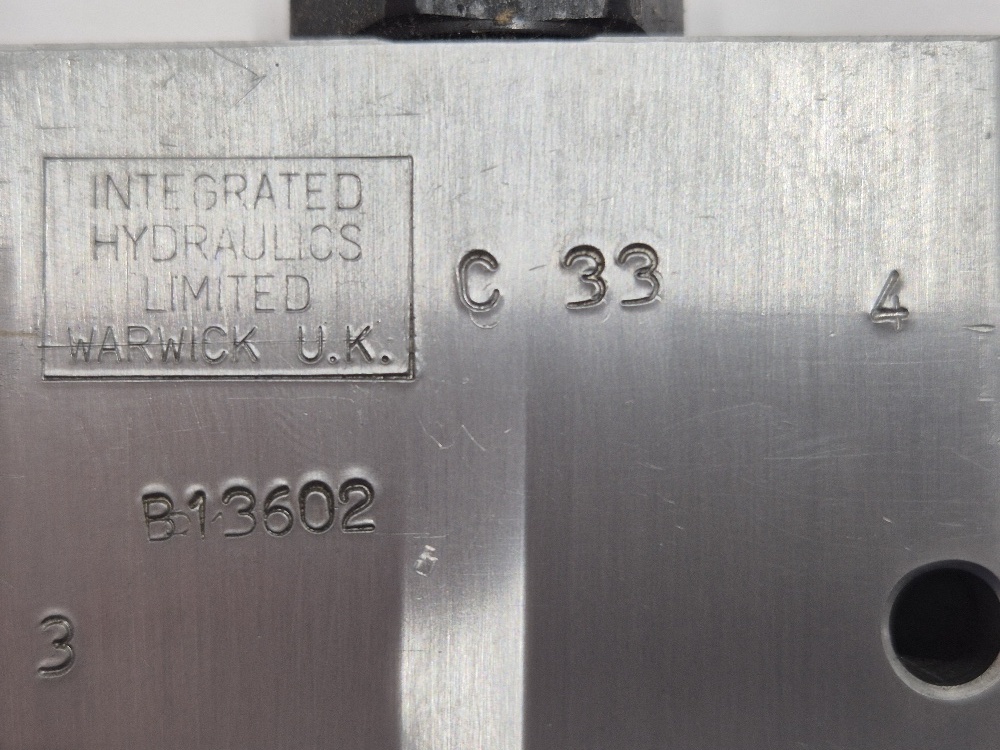 INTEGRATED
HYDRAULICS
LIMITED
WARWICK U.K.
C 33
4
B13602
3